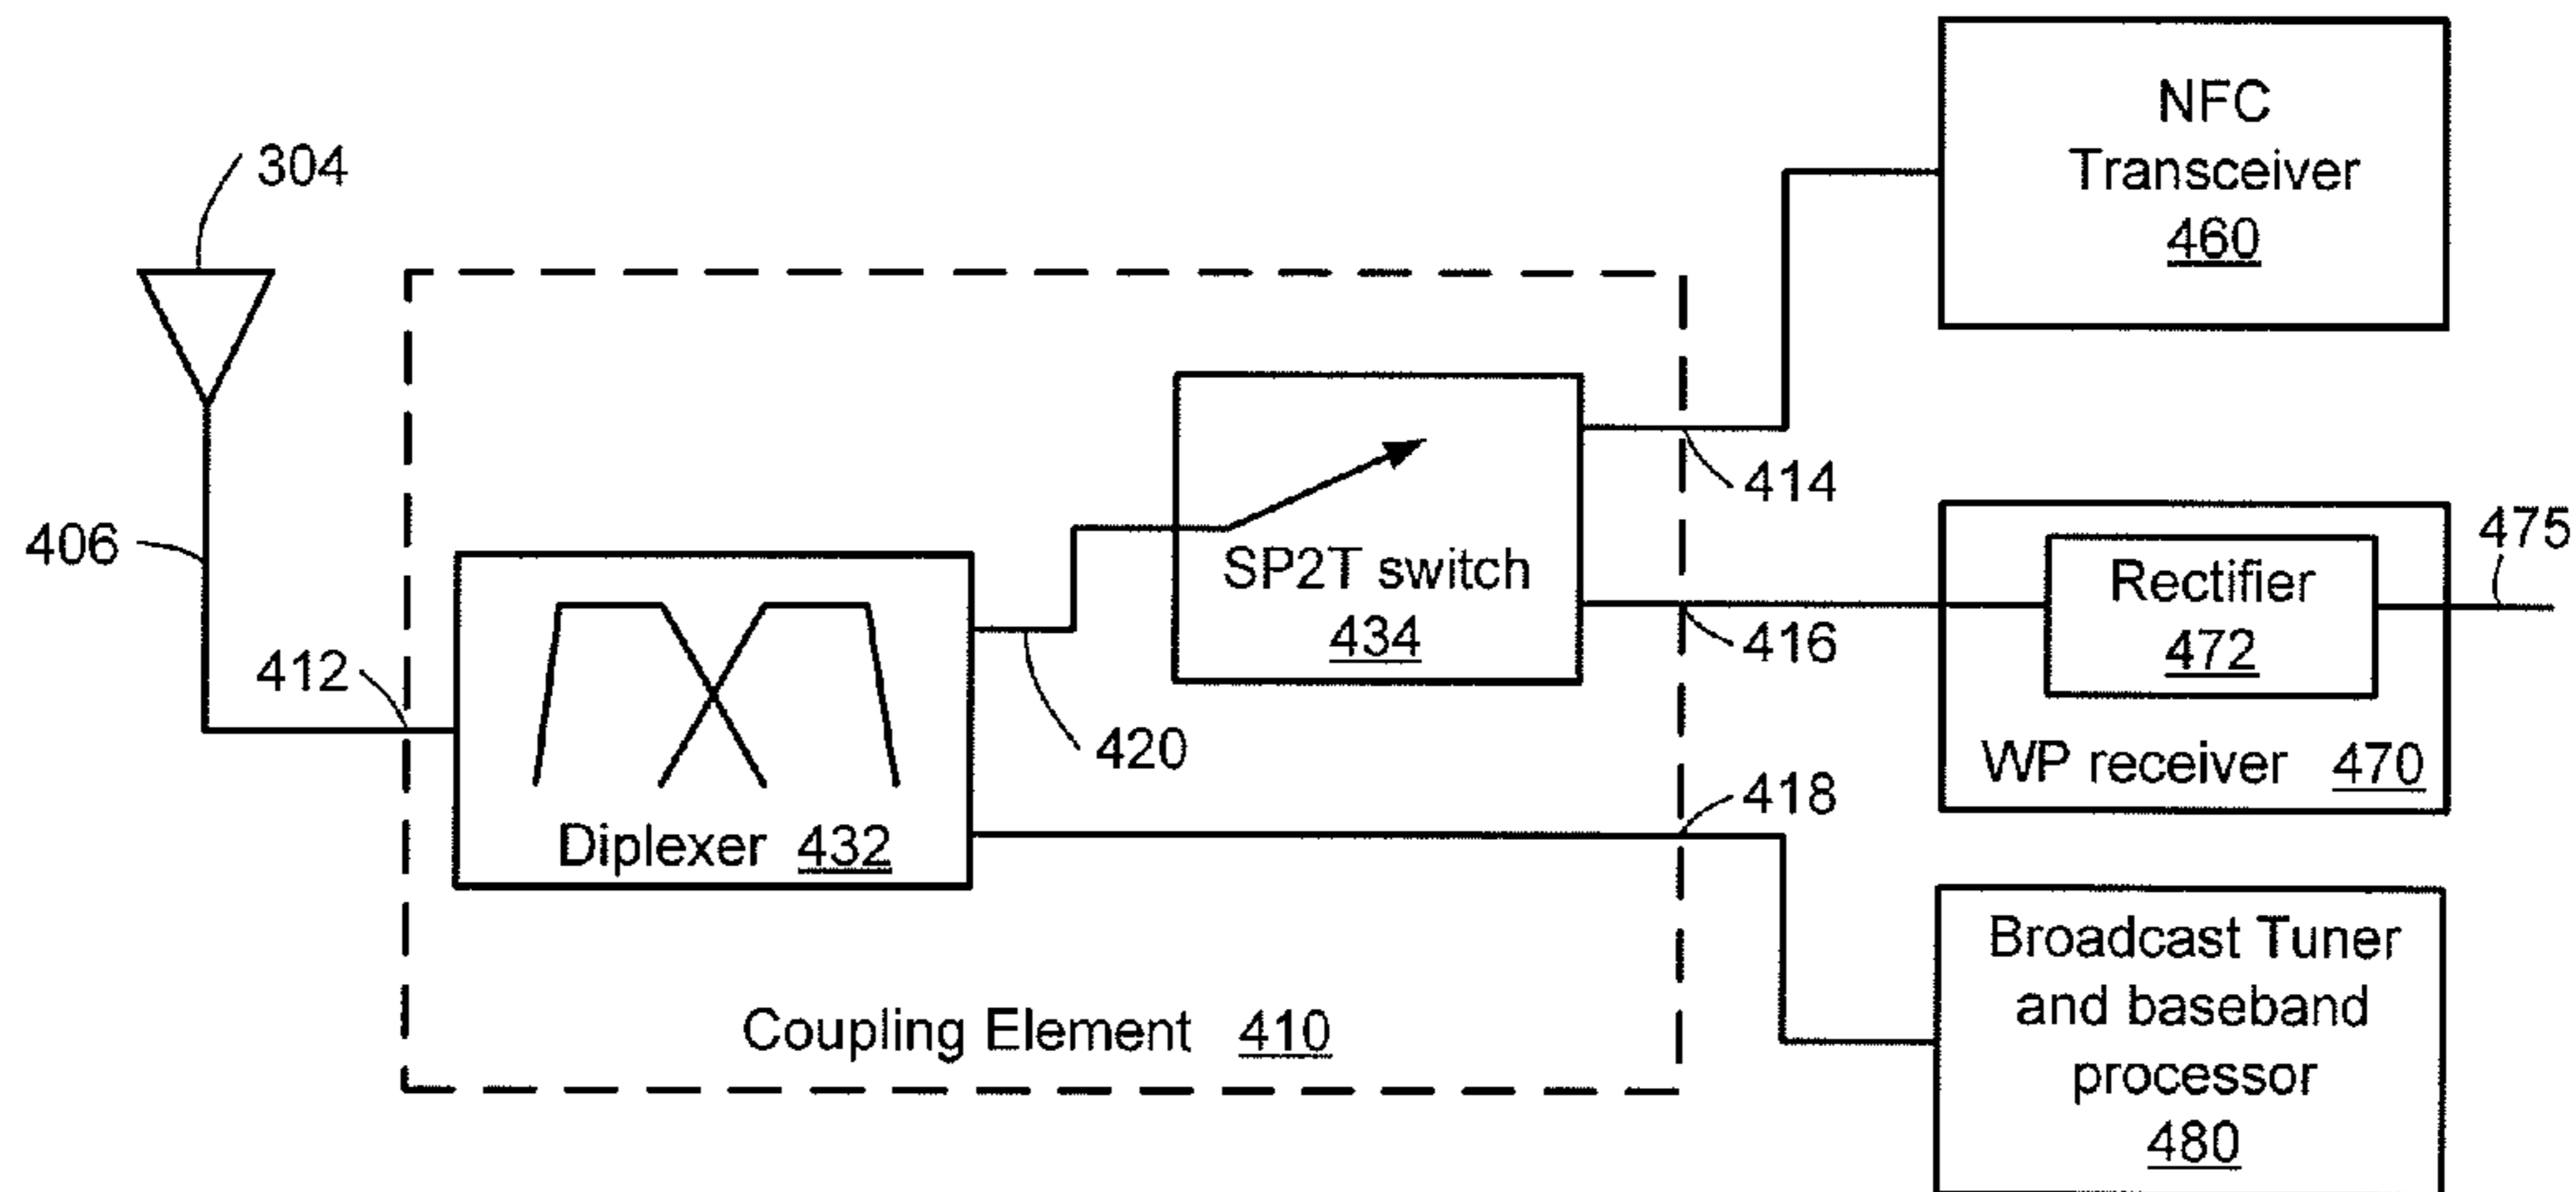 304
406
412
Diplexer 432
420
SP2T switch
434
414
416
418
Coupling Element 410
NFC
Transceiver
460
Rectifier
472
WP receiver 470
475
Broadcast Tuner
and baseband
processor
480